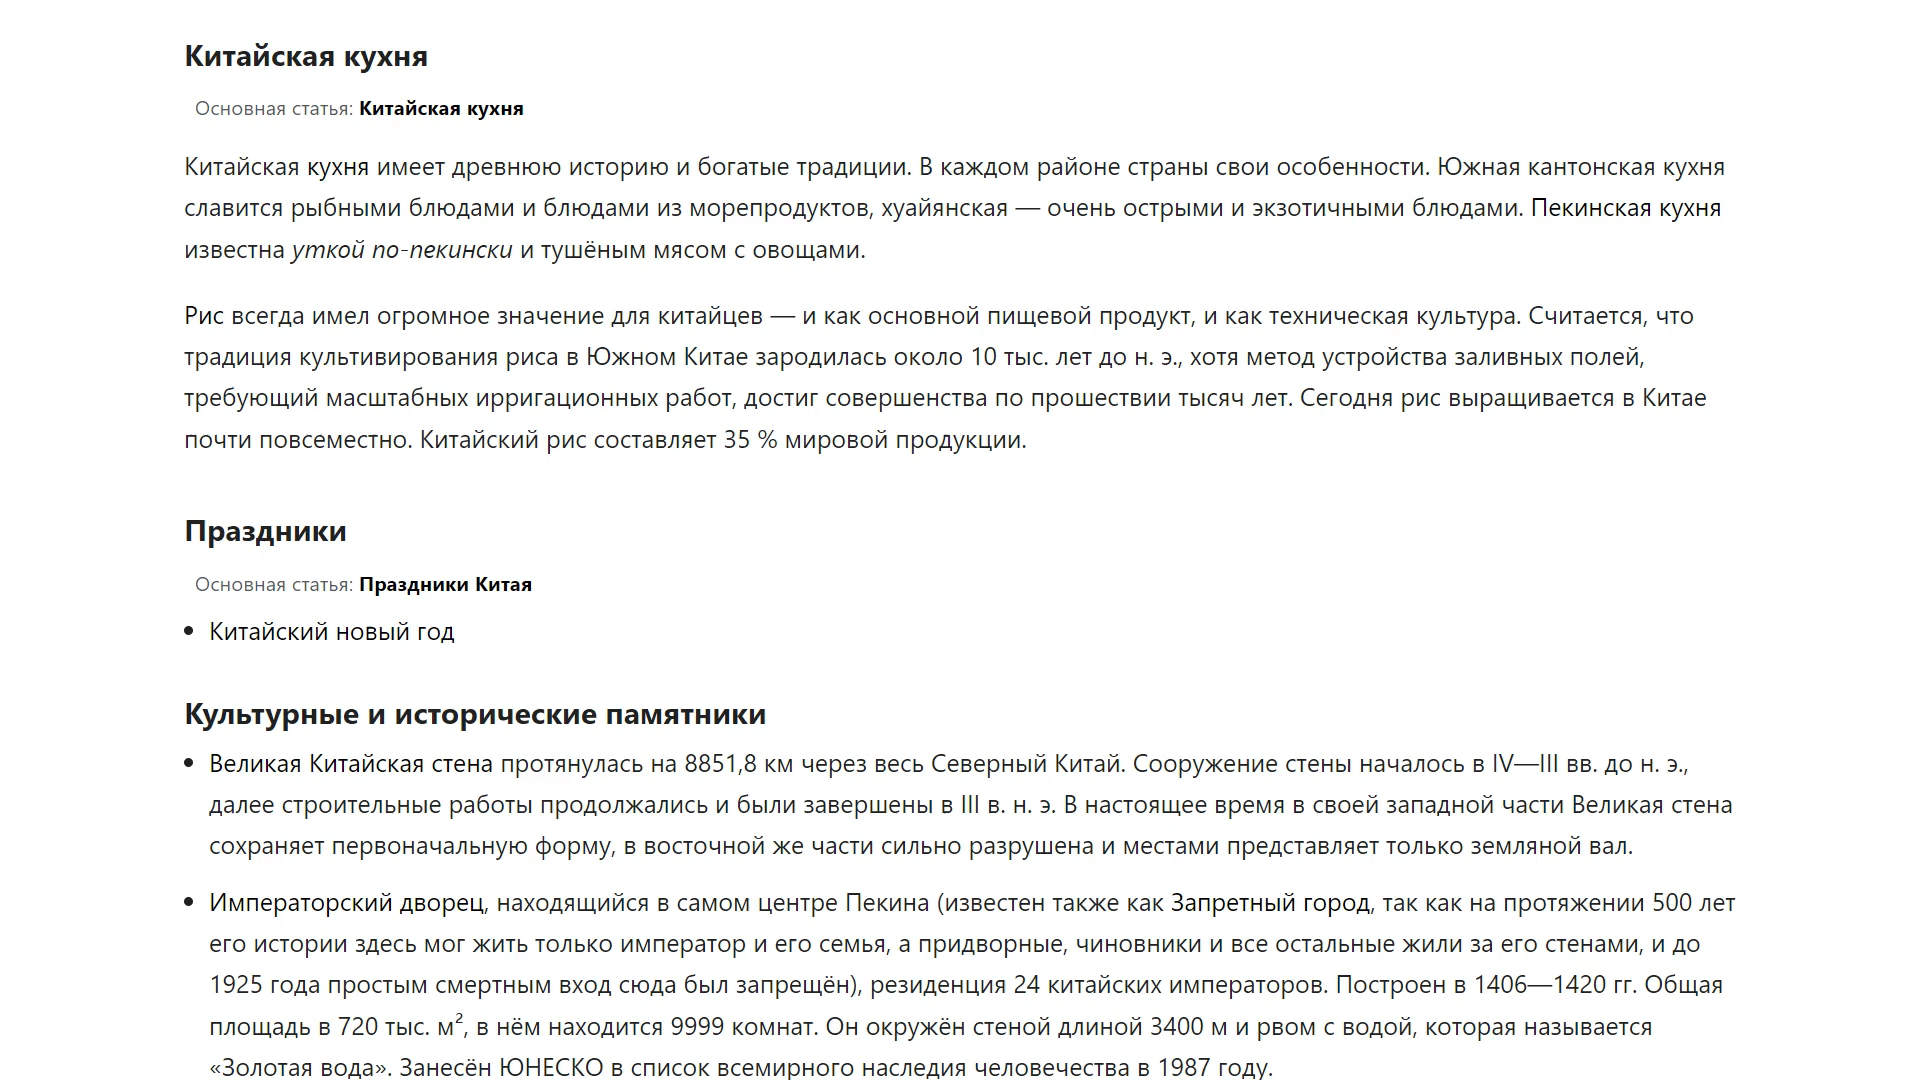 Китайская кухня
Основная статья: Китайская кухня
Китайская кухня имеет древнюю историю и богатые традиции. В каждом районе страны свои особенности. Южная кантонская кухня
славится рыбными блюдами и блюдами из морепродуктов, хуайянская — очень острыми и экзотичными блюдами. Пекинская кухня
известна уткой по-пекински и тушёным мясом с овощами.
Рис всегда имел огромное значение для китайцев — и как основной пищевой продукт, и как техническая культура. Считается, что
традиция культивирования риса в Южном Китае зародилась около 10 тыс. лет до н. э., хотя метод устройства заливных полей,
требующий масштабных ирригационных работ, достиг совершенства по прошествии тысяч лет. Сегодня рис выращивается в Китае
почти повсеместно. Китайский рис составляет 35 % мировой продукции.
Праздники
Основная статья: Праздники Китая
• Китайский новый год
Культурные и исторические памятники
• Великая Китайская стена протянулась на 8851,8 км через весь Северный Китай. Сооружение стены началось в IV—III вв. до н. э.,
далее строительные работы продолжались и были завершены в III в. н. э. В настоящее время в своей западной части Великая стена
сохраняет первоначальную форму, в восточной же части сильно разрушена и местами представляет только земляной вал.
• Императорский дворец, находящийся в самом центре Пекина (известен также как Запретный город, так как на протяжении 500 лет
его истории здесь мог жить только император и его семья, а придворные, чиновники и все остальные жили за его стенами, и до
1925 года простым смертным вход сюда был запрещён), резиденция 24 китайских императоров. Построен в 1406—1420 гг. Общая
площадь в 720 тыс. м², в нём находится 9999 комнат. Он окружён стеной длиной 3400 м и рвом с водой, которая называется
«Золотая вода». Занесён ЮНЕСКО в список всемирного наследия человечества в 1987 году.